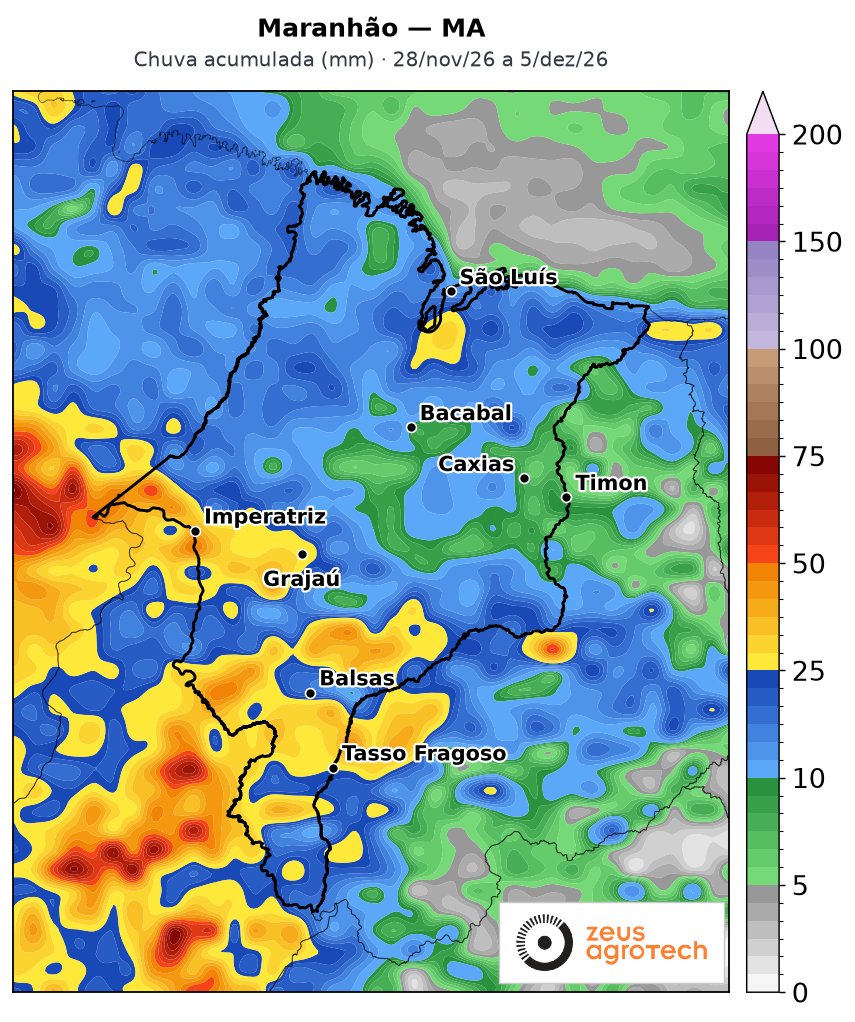 Maranhão — MA
Chuva acumulada (mm) · 28/nov/26 a 5/dez/26
200
São Luís
150
100
Bacabal
Caxias
75
Timon
Imperatriz
50
Grajaú
25
Balsas
Tasso Fragoso
10
5
zeus
agrotech
0